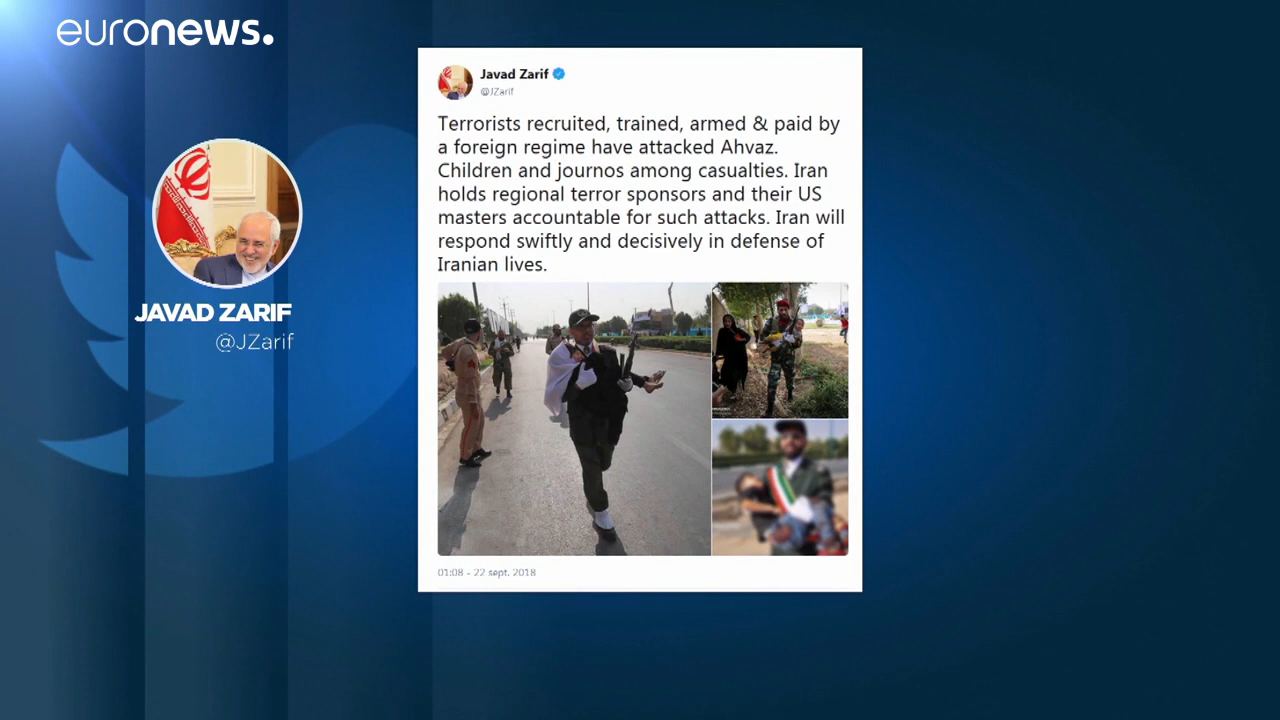 euronews.
JAVAD ZARIF
@JZarif
Javad Zarif
@JZarif
Terrorists recruited, trained, armed & paid by
a foreign regime have attacked Ahvaz.
Children and journos among casualties. Iran
holds regional terror sponsors and their US
masters accountable for such attacks. Iran will
respond swiftly and decisively in defense of
Iranian lives.
01:08 - 22 sept. 2018